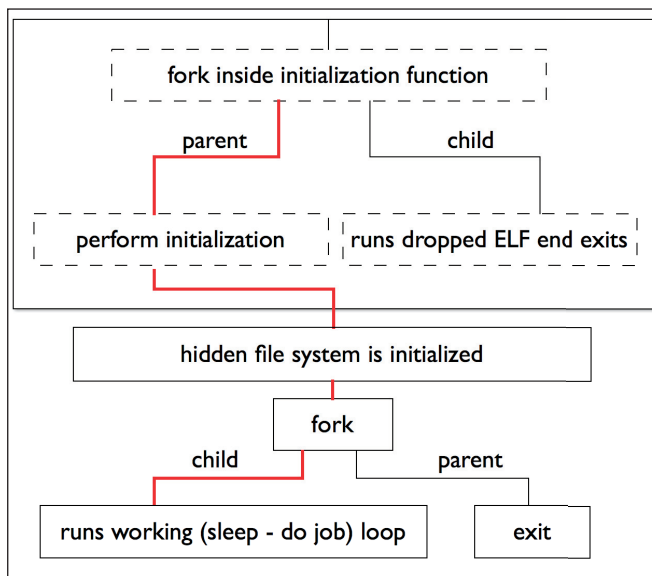 fork inside initialization function
parent
child
perform initialization
runs dropped ELF end exits
hidden file system is initialized
fork
child
parent
runs working (sleep - do job) loop
exit